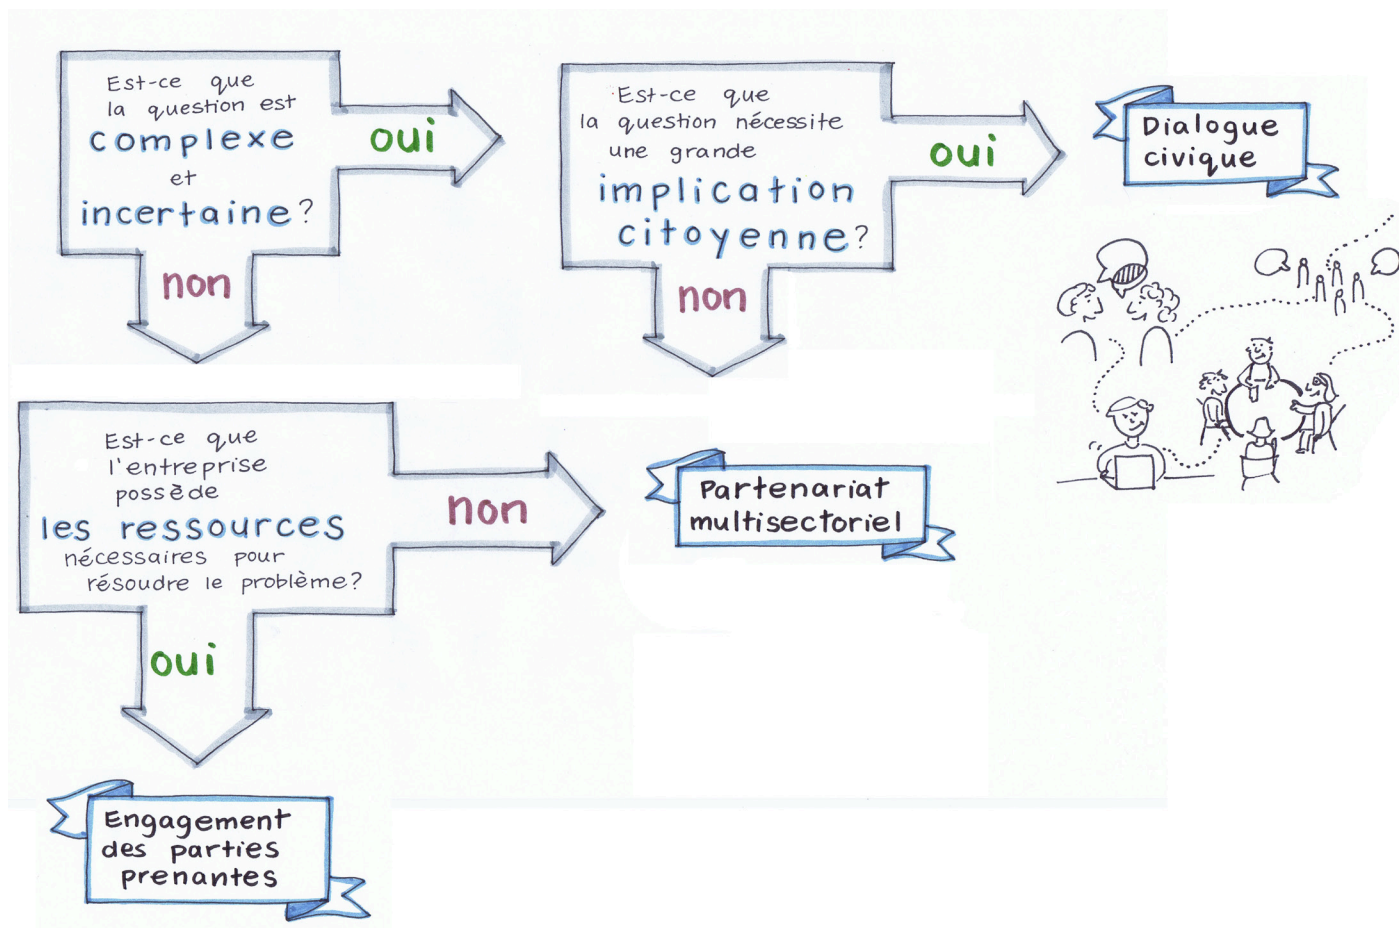 Est-ce que
la question est
complexe
et
incertaine?
oui
non
Est-ce que
la question nécessite
une grande
implication
citoyenne?
oui
non
Dialogue
civique
Est-ce que
l'entreprise
possède
les ressources
nécessaires pour
résoudre le problème?
non
oui
Partenariat
multisectoriel
Engagement
des parties
prenantes